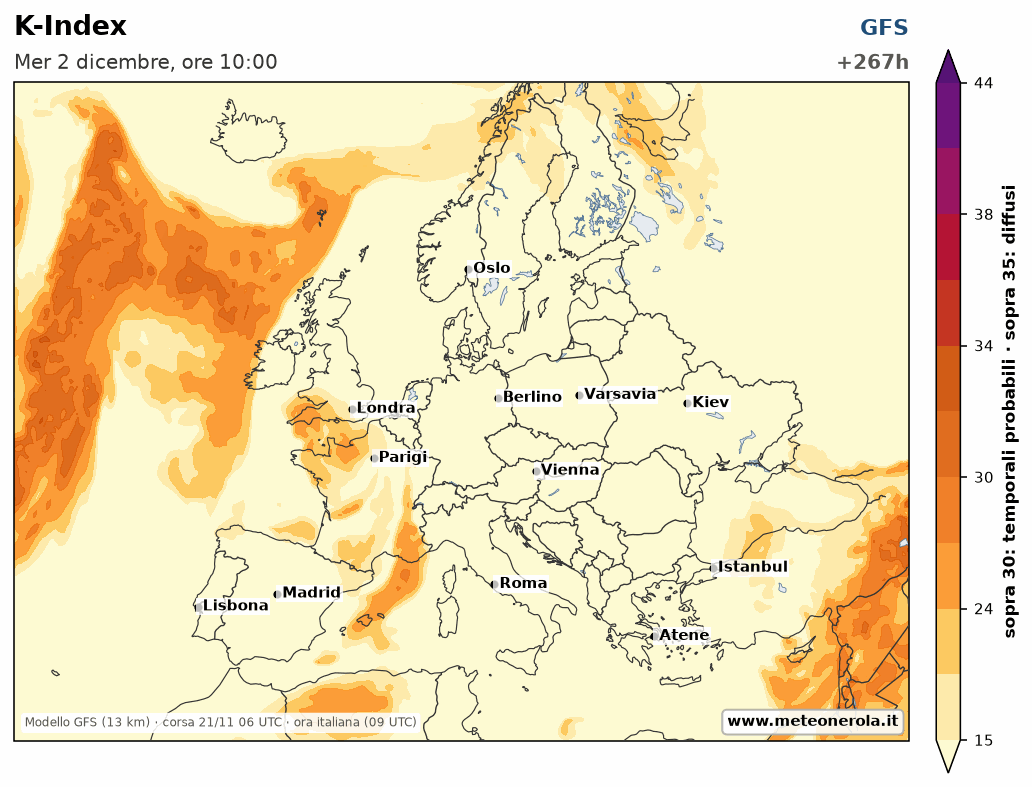 K-Index
GFS
Mer 2 dicembre, ore 10:00
+267h
Oslo
Londra
Berlino
Varsavia
Kiev
Parigi
Vienna
Istanbul
Roma
Madrid
Lisbona
Atene
Modello GFS (13 km) · corsa 21/11 06 UTC · ora italiana (09 UTC)
www.meteonerola.it
44
38
34
30
24
15
sopra 30: temporali probabili · sopra 35: diffusi